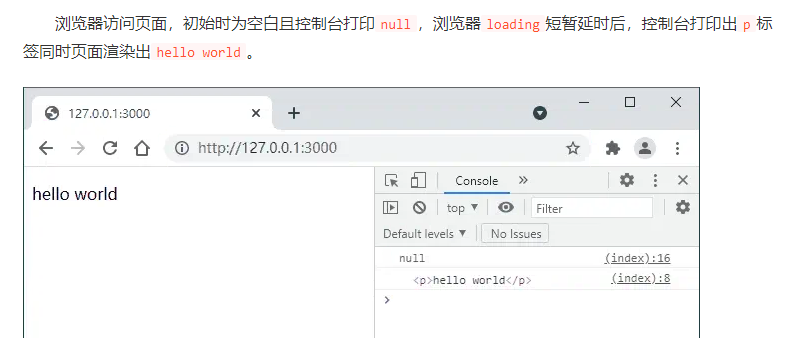 浏览器访问页面，初始时为空白且控制台打印 null ，浏览器 loading 短暂延时后，控制台打印出 p 标
签同时页面渲染出 hello world 。
127.0.0.1:3000
http://127.0.0.1:3000
hello world
Console
top
Filter
Default levels
No Issues
null (index):16
<p>hello world</p> (index):8